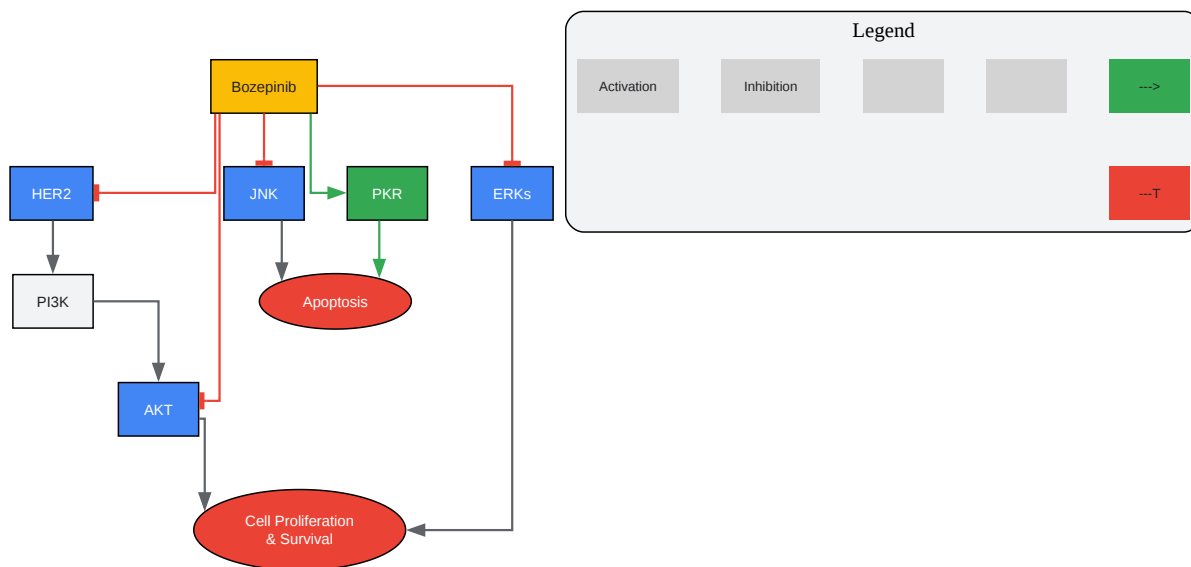 Legend
Bozepinib
Activation
Inhibition
--->
HER2
JNK
PKR
ERKs
---T
PI3K
Apoptosis
AKT
Cell Proliferation
& Survival